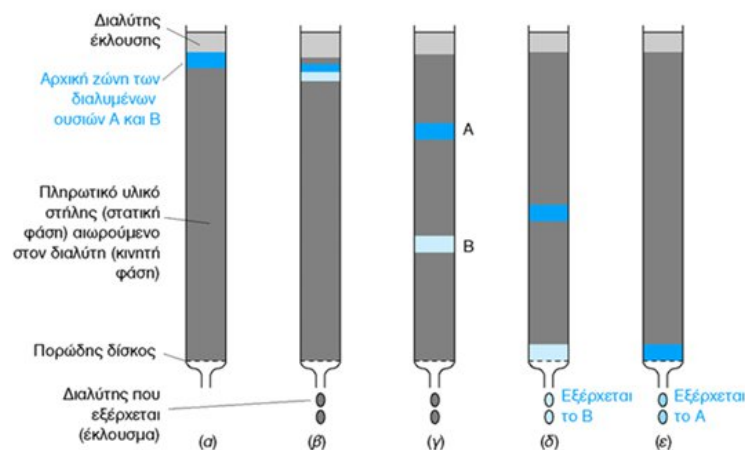 Διαλύτης
έκλουσης
Αρχική ζώνη των
διαλυμένων
ουσιών Α και Β
Πληρωτικό υλικό
στήλης (στατική
φάση) αιωρούμενο
στον διαλύτη (κινητή
φάση)
Πορώδης δίσκος
Διαλύτης που
εξέρχεται
(έκλουσμα)
Α
Β
Εξέρχεται
το Β
Εξέρχεται
το Α
(α)
(β)
(γ)
(δ)
(ε)